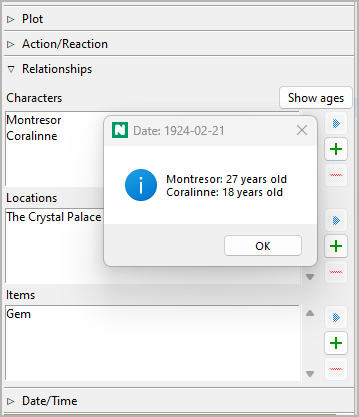 Plot
Action/Reaction
Relationships
Characters
Show ages
Montresor
Coralinne
Date: 1924-02-21
Montresor: 27 years old
Coralinne: 18 years old
OK
Locations
The Crystal Palace
Items
Gem
Date/Time